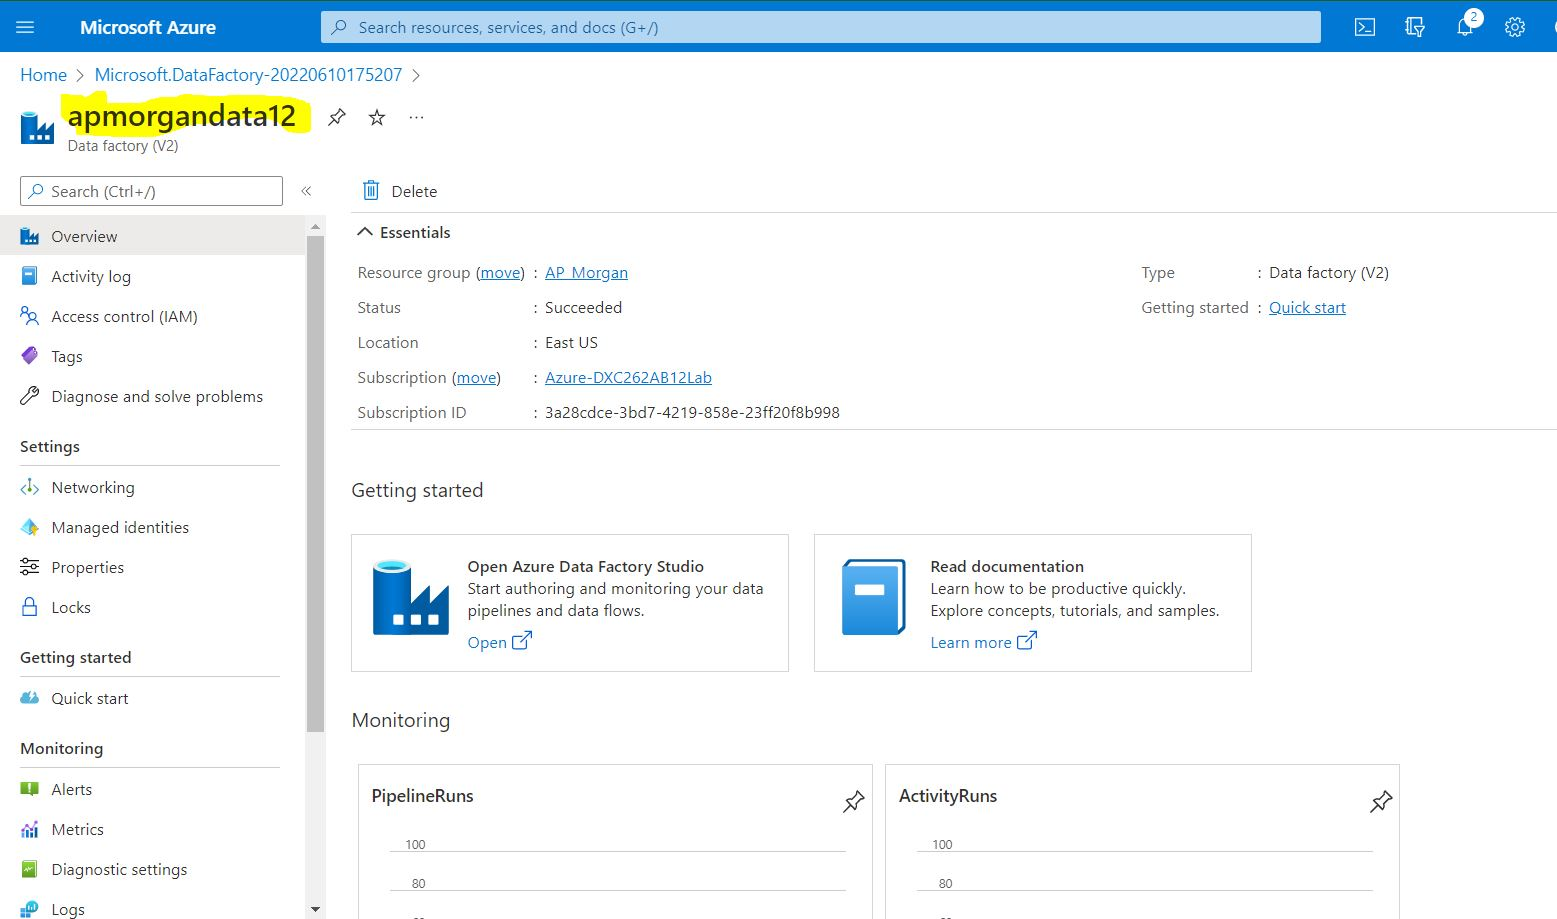 Microsoft Azure
Search resources, services, and docs (G+/)
2
Home > Microsoft.DataFactory-20220610175207 >
apmorgandata12
...
Data factory (V2)
Search (Ctrl+/)
«
Delete
Overview
Activity log
Access control (IAM)
Tags
Diagnose and solve problems
Settings
Networking
Managed identities
Properties
Locks
Getting started
Quick start
Monitoring
Alerts
Metrics
Diagnostic settings
Logs
Essentials
Resource group (move) : AP_Morgan
Status : Succeeded
Location : East US
Subscription (move) : Azure-DXC262AB12Lab
Subscription ID : 3a28cdce-3bd7-4219-858e-23ff20f8b998
Type : Data factory (V2)
Getting started : Quick start
Getting started
Open Azure Data Factory Studio
Start authoring and monitoring your data
pipelines and data flows.
Open
Read documentation
Learn how to be productive quickly.
Explore concepts, tutorials, and samples.
Learn more
Monitoring
PipelineRuns
100
80
ActivityRuns
100
80